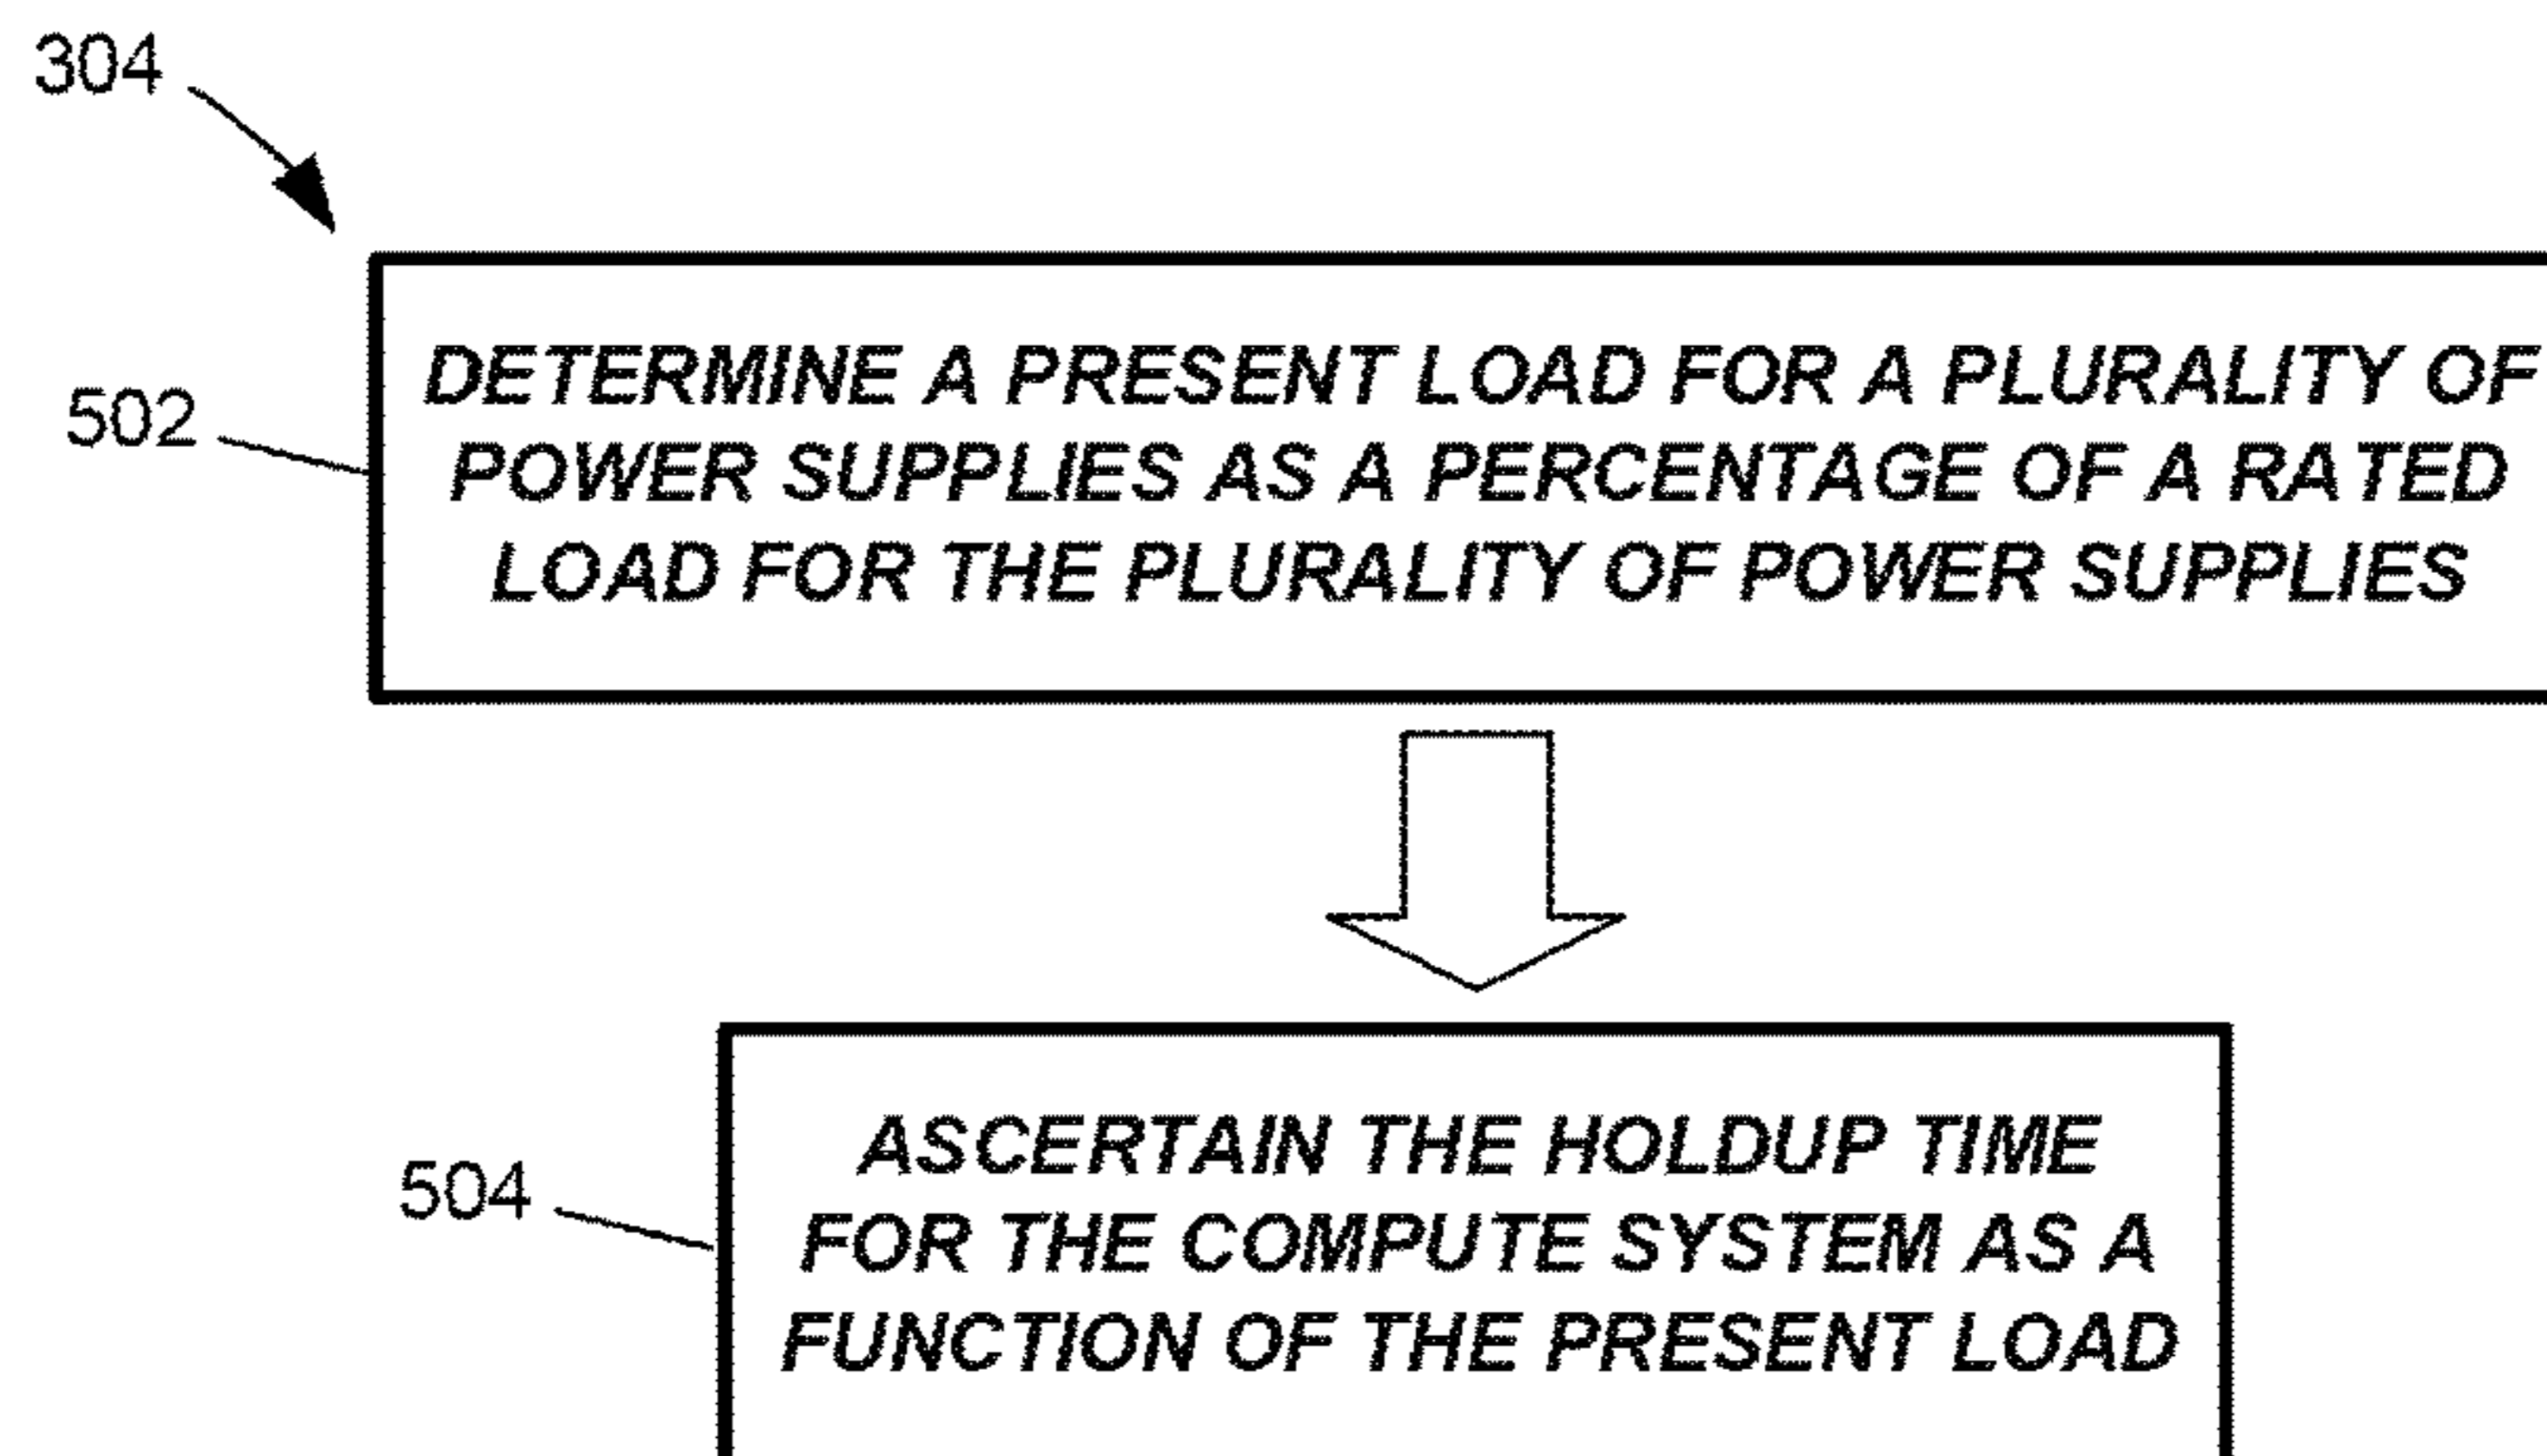 304
502
DETERMINE A PRESENT LOAD FOR A PLURALITY OF
POWER SUPPLIES AS A PERCENTAGE OF A RATED
LOAD FOR THE PLURALITY OF POWER SUPPLIES
504
ASCERTAIN THE HOLDUP TIME
FOR THE COMPUTE SYSTEM AS A
FUNCTION OF THE PRESENT LOAD